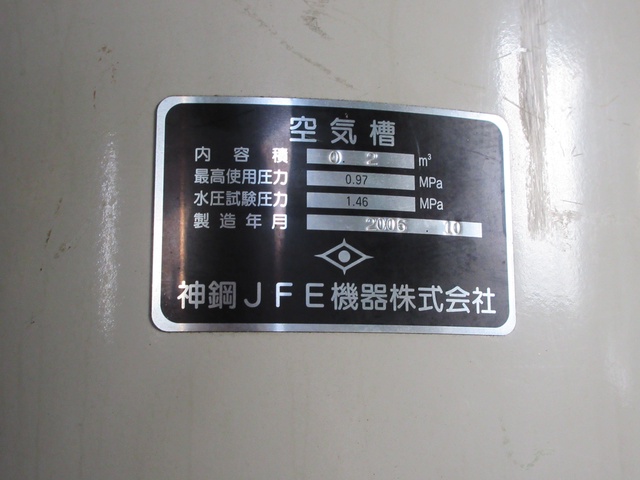 空気槽
内容積 0.2 m³
最高使用圧力 0.97 MPa
水圧試験圧力 1.46 MPa
製造年月 2006.10
神鋼JFE機器株式会社